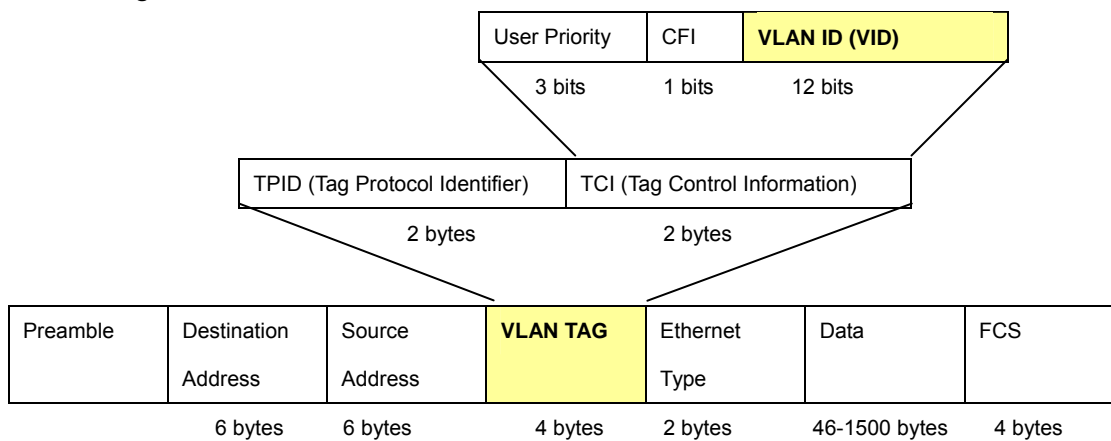 User Priority CFI VLAN ID (VID)
3 bits 1 bits 12 bits
TPID (Tag Protocol Identifier) TCI (Tag Control Information)
2 bytes 2 bytes
Preamble Destination Address Source Address VLAN TAG Ethernet Type Data FCS
6 bytes 6 bytes 4 bytes 2 bytes 46-1500 bytes 4 bytes